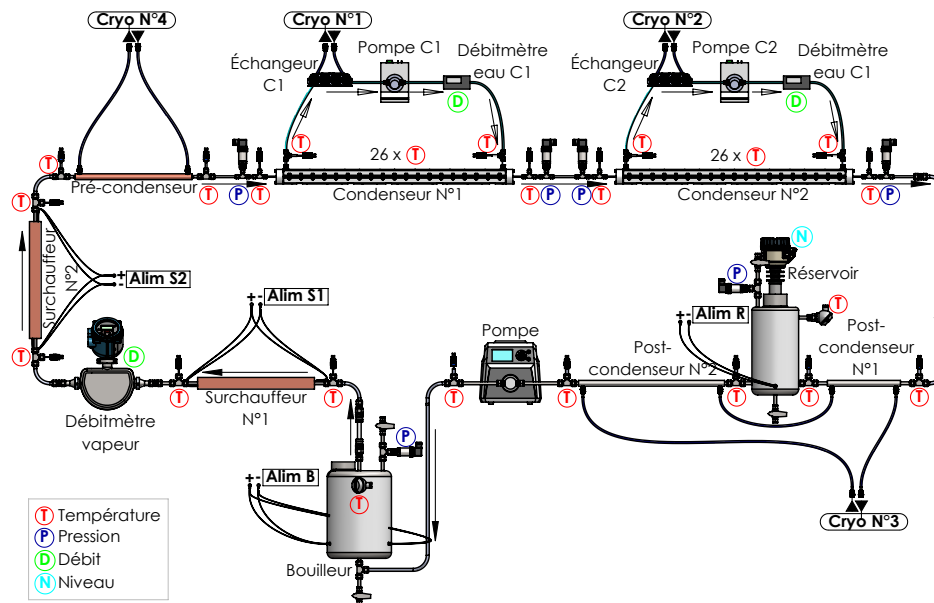 Cryo N°4
Cryo N°1
Cryo N°2
Échangeur
C1
Pompe C1
Débitmètre
eau C1
D
Échangeur
C2
Pompe C2
Débitmètre
eau C1
D
T
T
T
T
T
26 x T
26 x T
Pré-condenseur
T
P
T
Condenseur N°1
T
P
P
T
Condenseur N°2
T
P
T
Surchauffeur
N°2
+
-
Alim S2
T
D
Débitmètre
vapeur
T
+-
Alim S1
Surchauffeur
N°1
T
+-
Alim B
T
P
Bouilleur
T
Pompe
T
Post-
condenseur N°2
T
+-
Alim R
P
N
Réservoir
T
T
Post-
condenseur
N°1
T
Cryo N°3
T Température
P Pression
D Débit
N Niveau